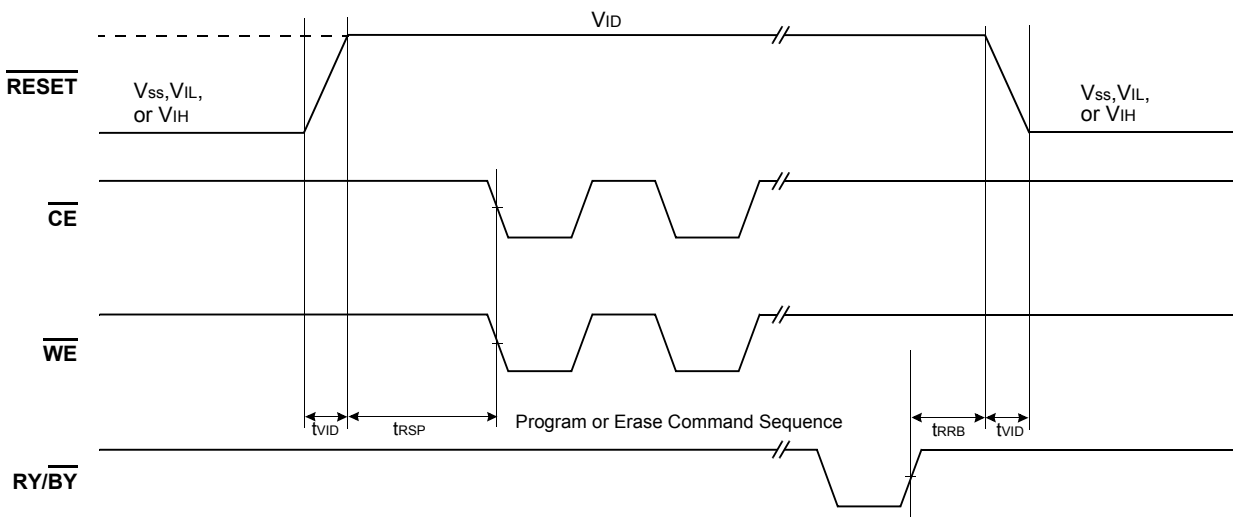 VID
RESET
Vss,VIL,
or VIH
Vss,VIL,
or VIH
CE
WE
tVID
tRSP
Program or Erase Command Sequence
tRRB
tVID
RY/BY